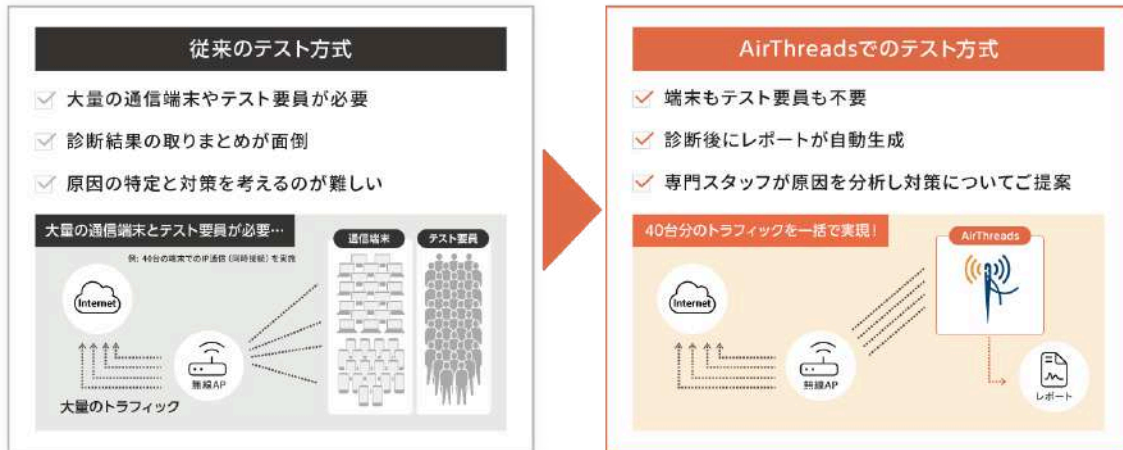 従来のテスト方式
大量の通信端末やテスト要員が必要
診断結果の取りまとめが面倒
原因の特定と対策を考えるのが難しい
大量の通信端末とテスト要員が必要…
例: 40台の端末でのIP通信(同時接続)を実施
通信端末
テスト要員
Internet
無線AP
大量のトラフィック
AirThreadsでのテスト方式
端末もテスト要員も不要
診断後にレポートが自動生成
専門スタッフが原因を分析し対策についてご提案
40台分のトラフィックを一括で実現!
AirThreads
Internet
無線AP
レポート